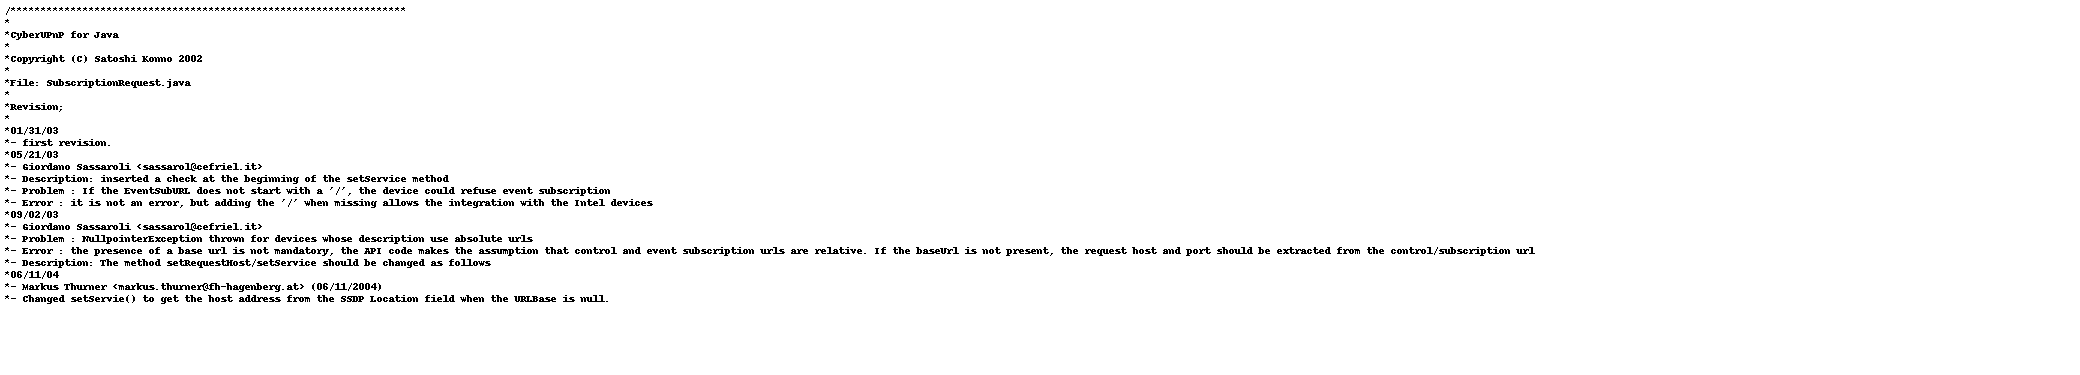 /******************************************************************
*
*CyberUPnP for Java
*
*Copyright (C) Satoshi Konno 2002
*
*File: SubscriptionRequest.java
*
*Revision;
*
*01/31/03
*- first revision.
*05/21/03
*- Giordano Sassaroli <sassarol@cefriel.it>
*- Description: inserted a check at the beginning of the setService method
*- Problem : If the EventSubURL does not start with a '/', the device could refuse event subscription
*- Error : it is not an error, but adding the '/' when missing allows the integration with the Intel devices
*09/02/03
*- Giordano Sassaroli <sassarol@cefriel.it>
*- Problem : NullpointerException thrown for devices whose description use absolute urls
*- Error : the presence of a base url is not mandatory, the API code makes the assumption that control and event subscription urls are relative. If the baseUrl is not present, the request host and port should be extracted from the control/subscription url
*- Description: The method setRequestHost/setService should be changed as follows
*06/11/04
*- Markus Thurner <markus.thurner@fh-hagenberg.at> (06/11/2004)
*- Changed setServie() to get the host address from the SSDP Location field when the URLBase is null.